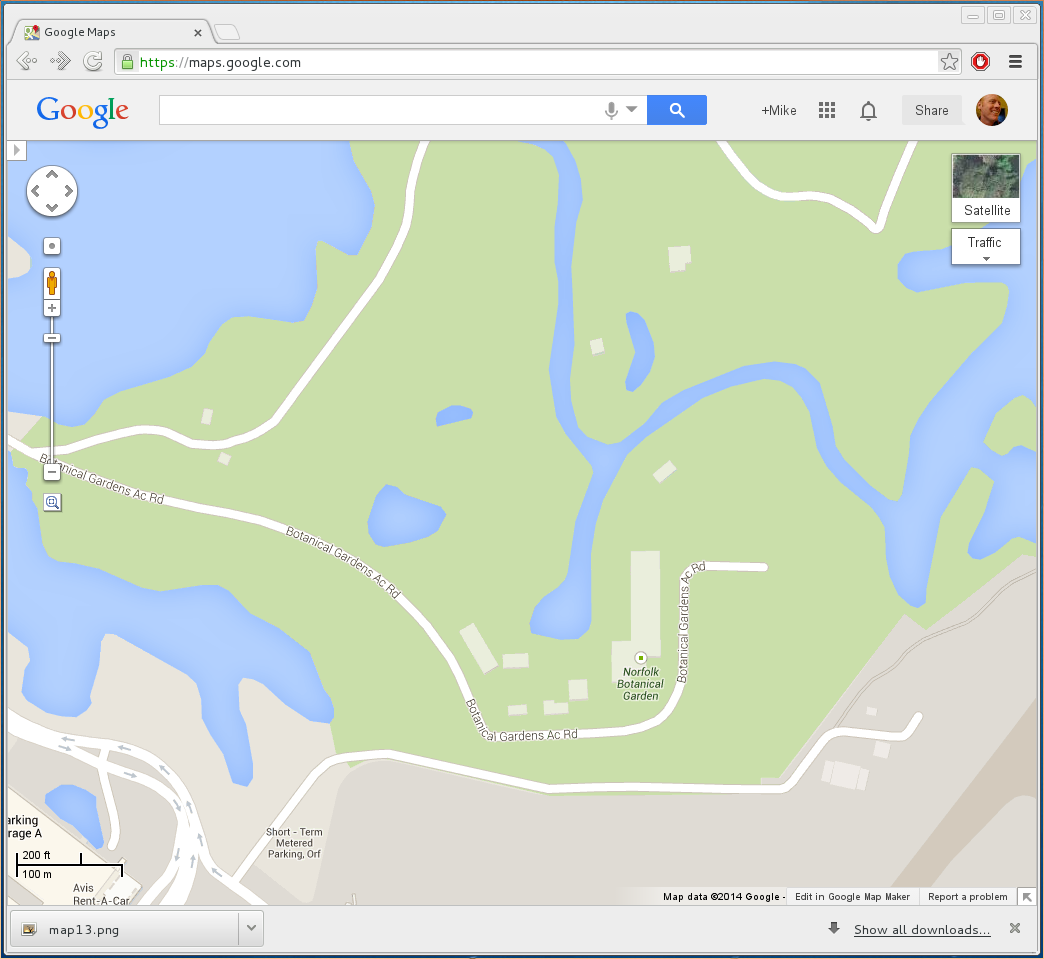 Google Maps
https://maps.google.com
Google
+Mike
Share
Satellite
Traffic
Botanical Gardens Ac Rd
Botanical Gardens Ac Rd
Botanical Gardens Ac Rd
Norfolk
Botanical
Garden
Botanical Gardens Ac Rd
arking
rage A
Short - Term
Metered
Parking, Orf
200 ft
100 m
Avis
Rent-A-Car
Map data ©2014 Google -
Edit in Google Map Maker
Report a problem
map13.png
Show all downloads...